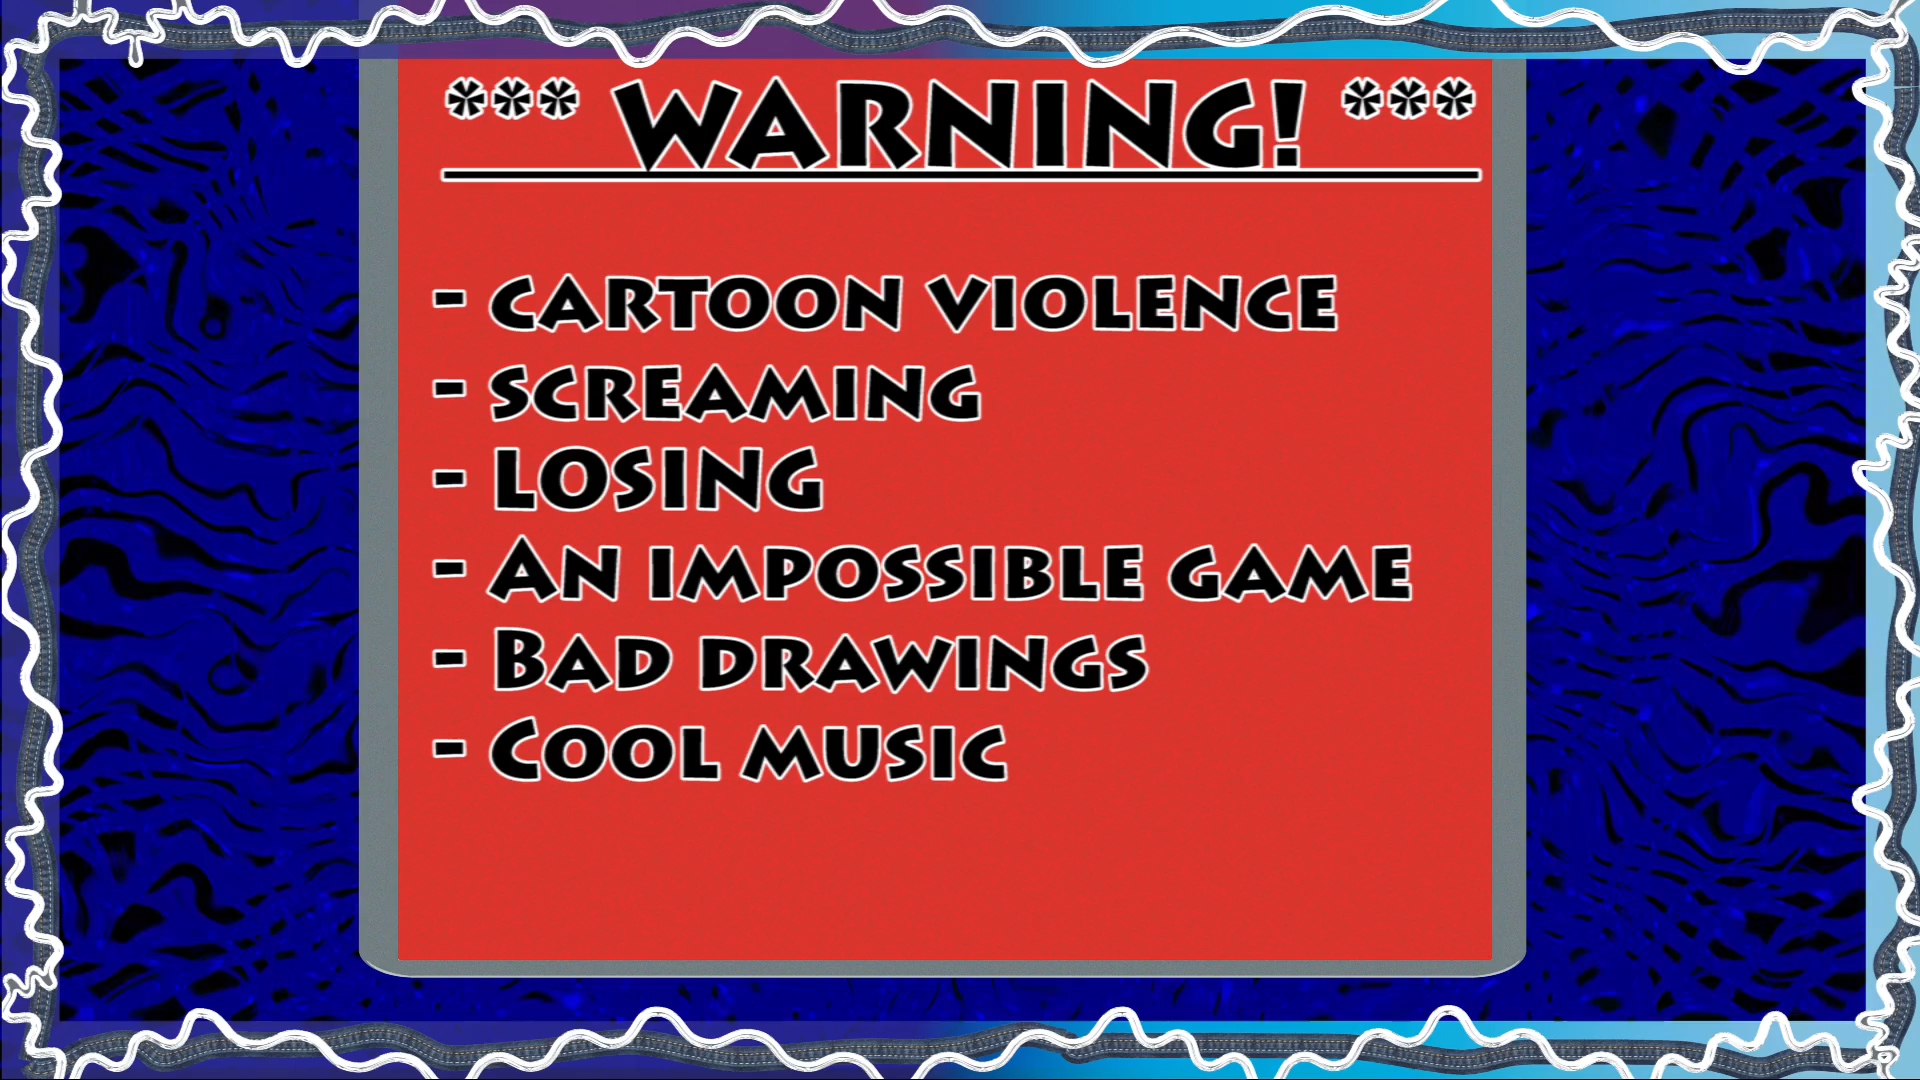 *** WARNING! ***
- CARTOON VIOLENCE
- SCREAMING
- LOSING
- AN IMPOSSIBLE GAME
- BAD DRAWINGS
- COOL MUSIC